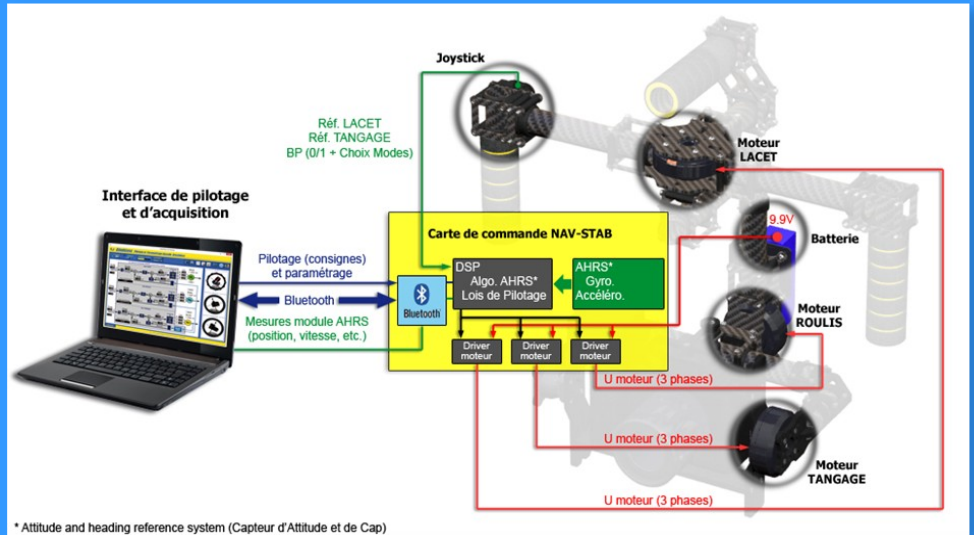 Joystick
Réf. LACET
Réf. TANGAGE
BP (0/1 + Choix Modes)
Moteur
LACET
Interface de pilotage
et d'acquisition
9.9V
Batterie
Carte de commande NAV-STAB
Pilotage (consignes)
et paramétrage
Bluetooth
Mesures module AHRS
(position, vitesse, etc.)
Bluetooth
DSP
Algo. AHRS*
Lois de Pilotage
AHRS*
Gyro.
Accéléro.
Moteur
ROULIS
Driver
moteur
Driver
moteur
Driver
moteur
U moteur (3 phases)
U moteur (3 phases)
Moteur
TANGAGE
U moteur (3 phases)
* Attitude and heading reference system (Capteur d'Attitude et de Cap)